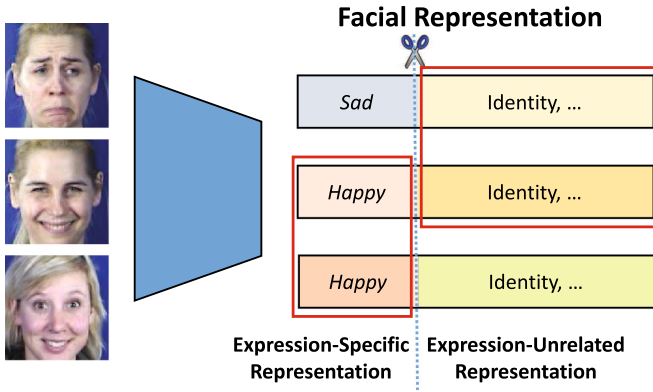 Facial Representation
Sad
Identity, ...
Happy
Identity, ...
Happy
Identity, ...
Expression-Specific
Representation
Expression-Unrelated
Representation